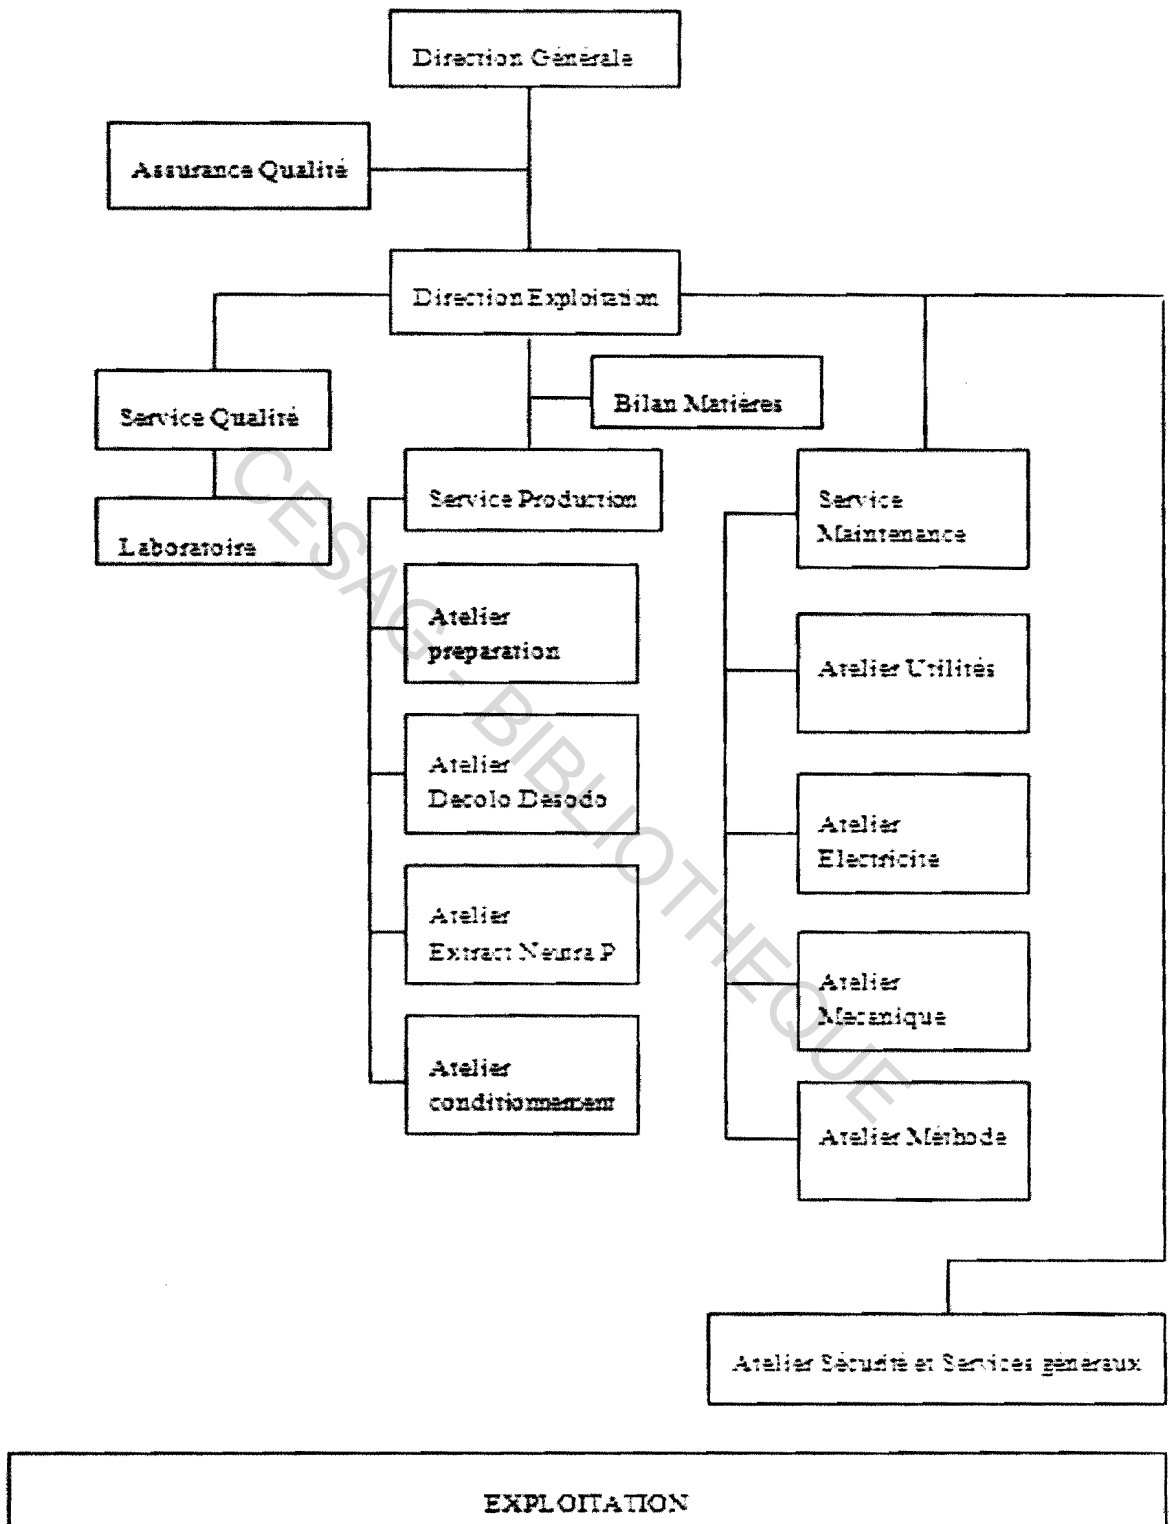 Direction Générale
Assurance Qualité
Direction Exploitation
Bilan Matières
Service Qualité
Laboratoire
Service Production
Atelier
preparation
Atelier
Decolo Desodo
Atelier
Extract Neutra P
Atelier
conditionnement
Service
Maintenance
Atelier Utilités
Atelier
Electricite
Atelier
Mecanique
Atelier Méthode
Atelier Sécurité et Services généraux
EXPLOITATION
CESAG - BIBLIOTHEQUE